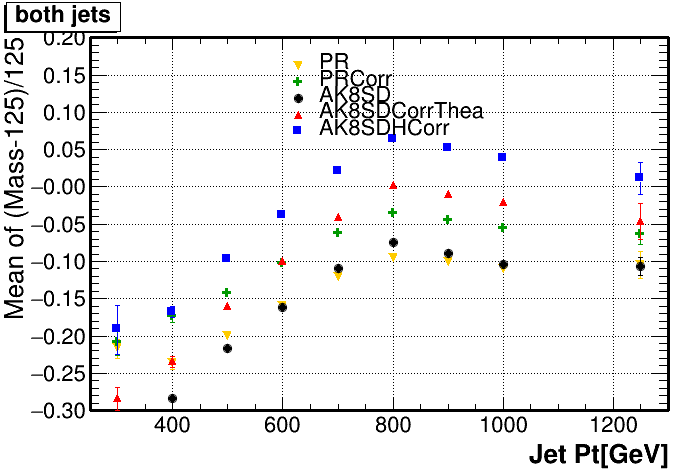 both jets
Mean of (Mass-125)/125
0.20
0.15
0.10
0.05
−0.00
−0.05
−0.10
−0.15
−0.20
−0.25
−0.30
PR
PRCorr
AK8SD
AK8SDCorrThea
AK8SDHCorr
400 600 800 1000 1200
Jet Pt[GeV]